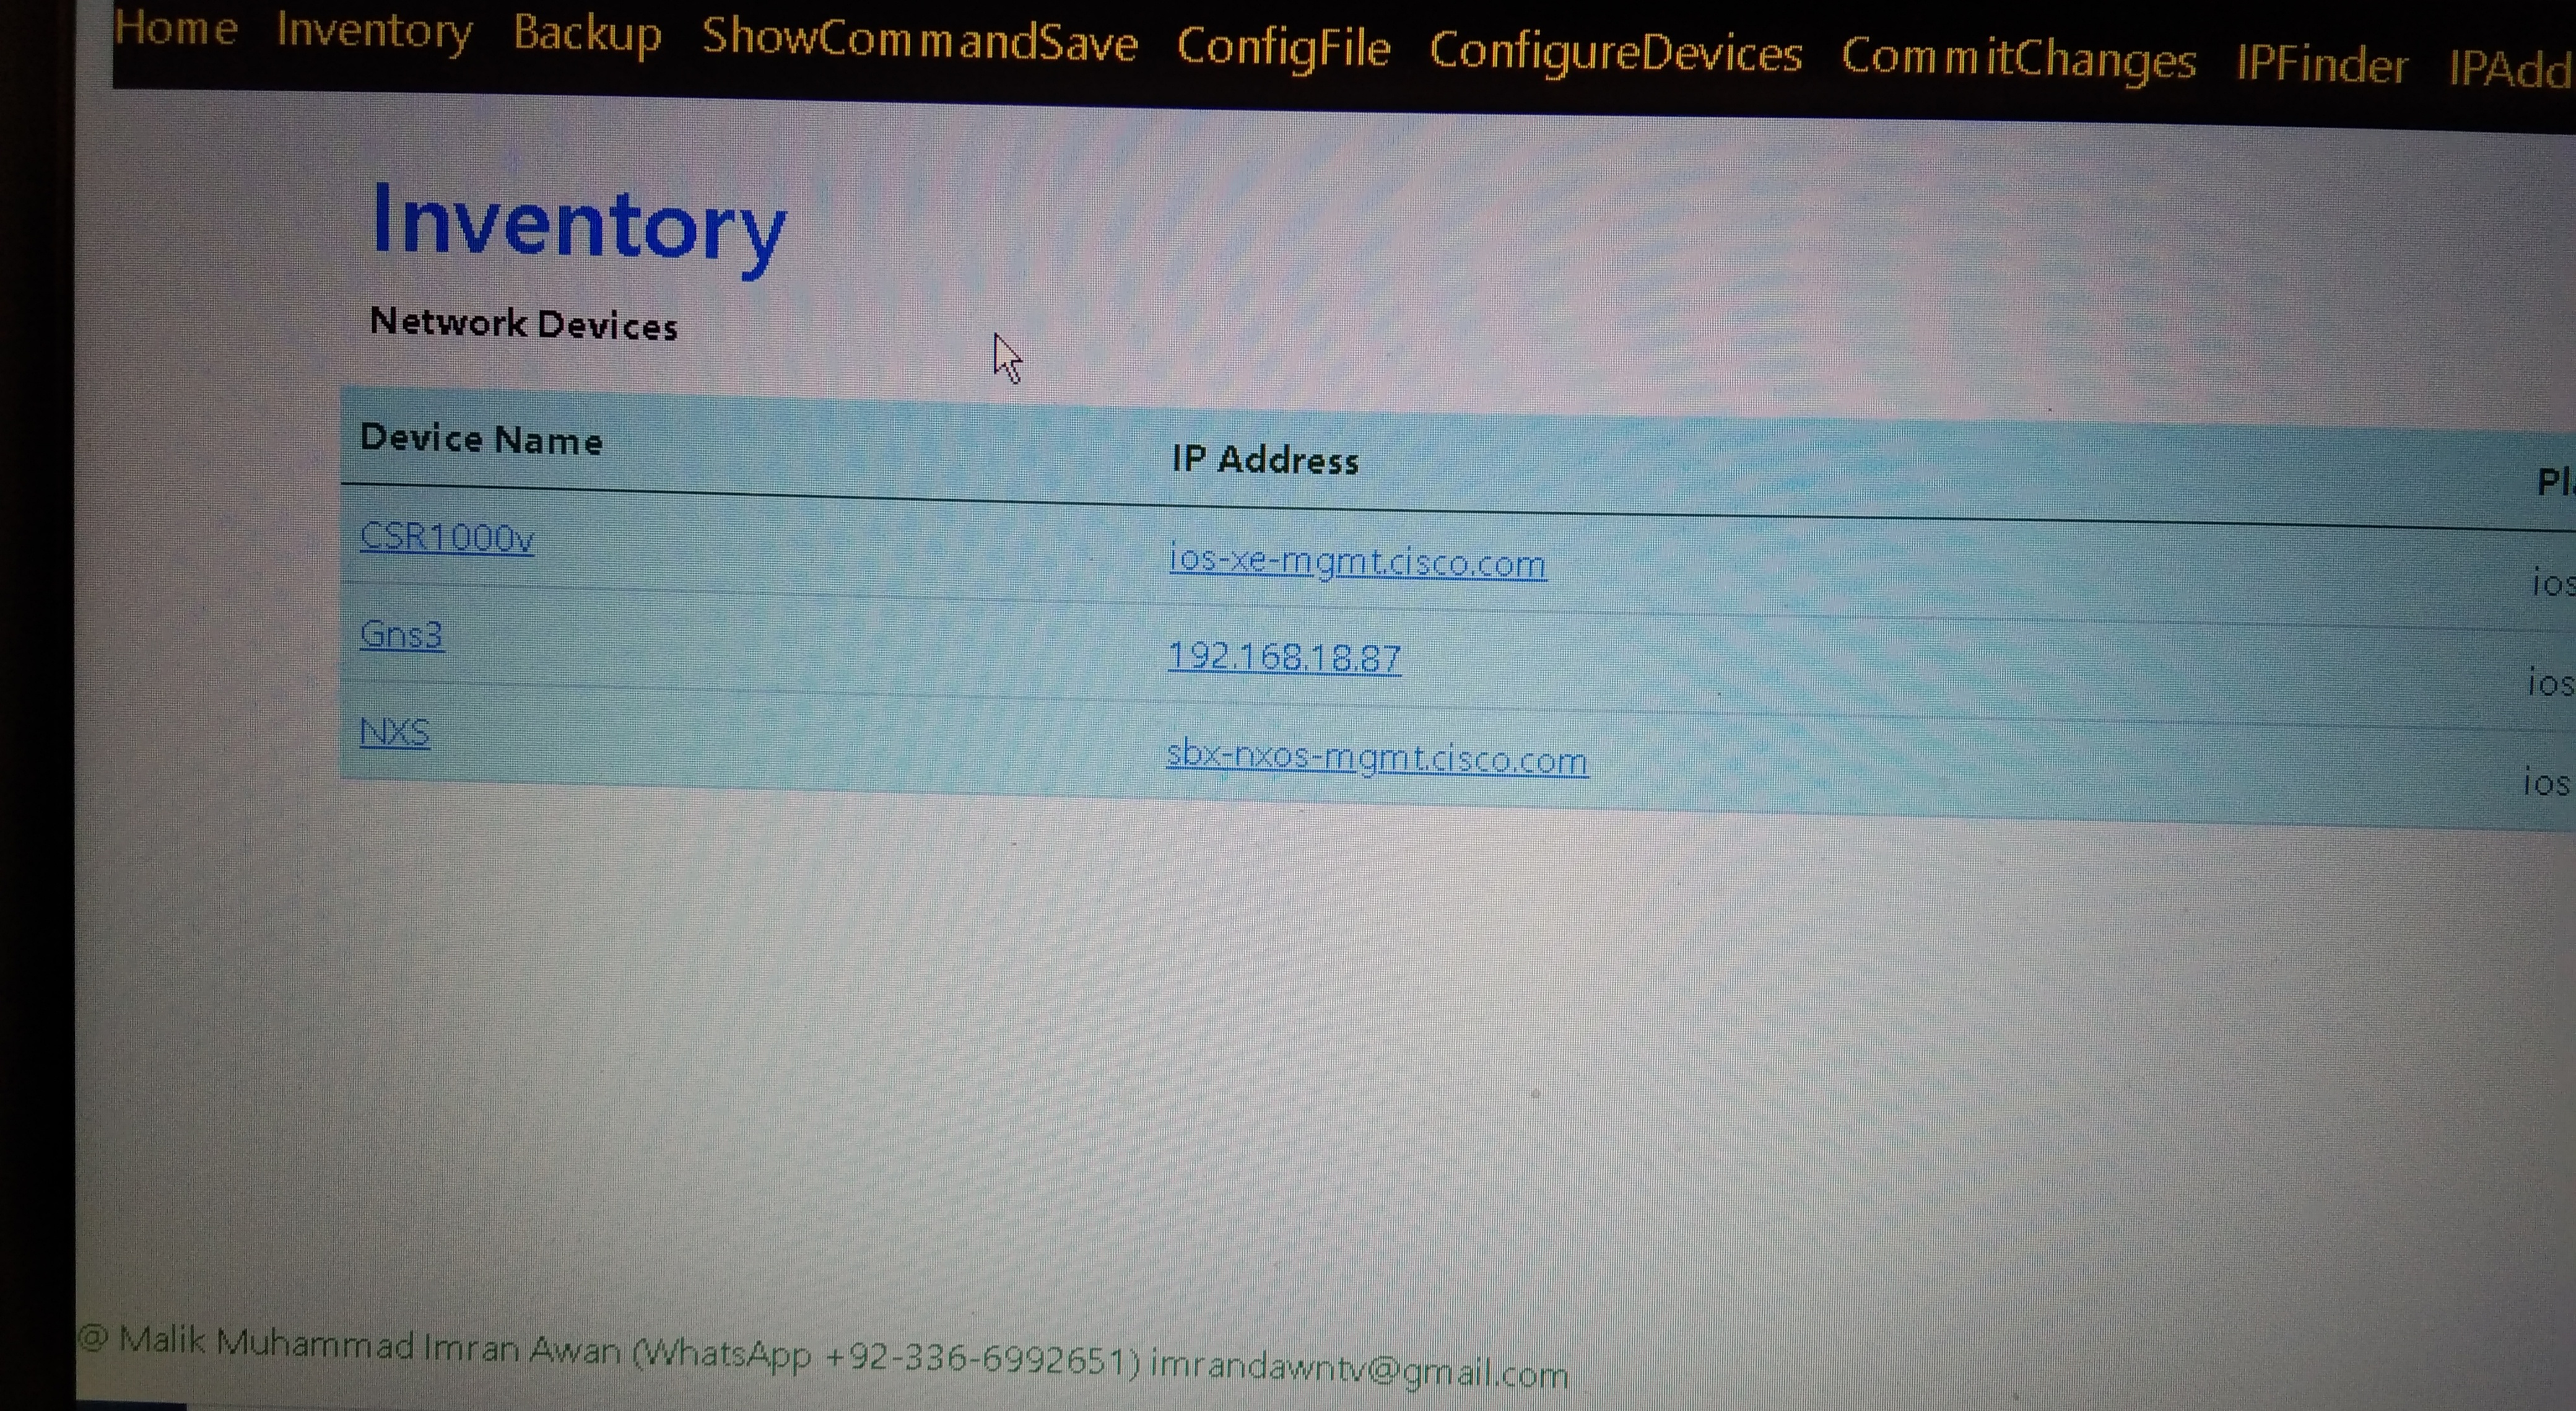 Home Inventory Backup ShowCommandSave ConfigFile ConfigureDevices CommitChanges IPFinder IPAdd
Inventory
Network Devices
Device Name IP Address
CSR1000v ios-xe-mgmt.cisco.com ios
Gns3 192.168.18.87 ios
NXS sbx-nxos-mgmt.cisco.com ios
@ Malik Muhammad Imran Awan (WhatsApp +92-336-6992651) imrandawntv@gmail.com